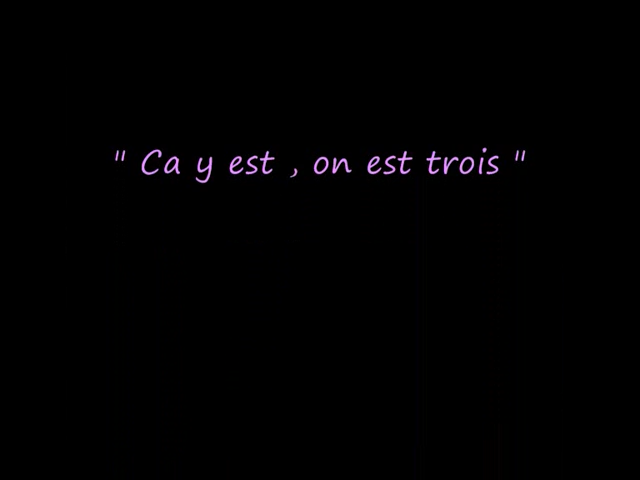 " Ca y est , on est trois "